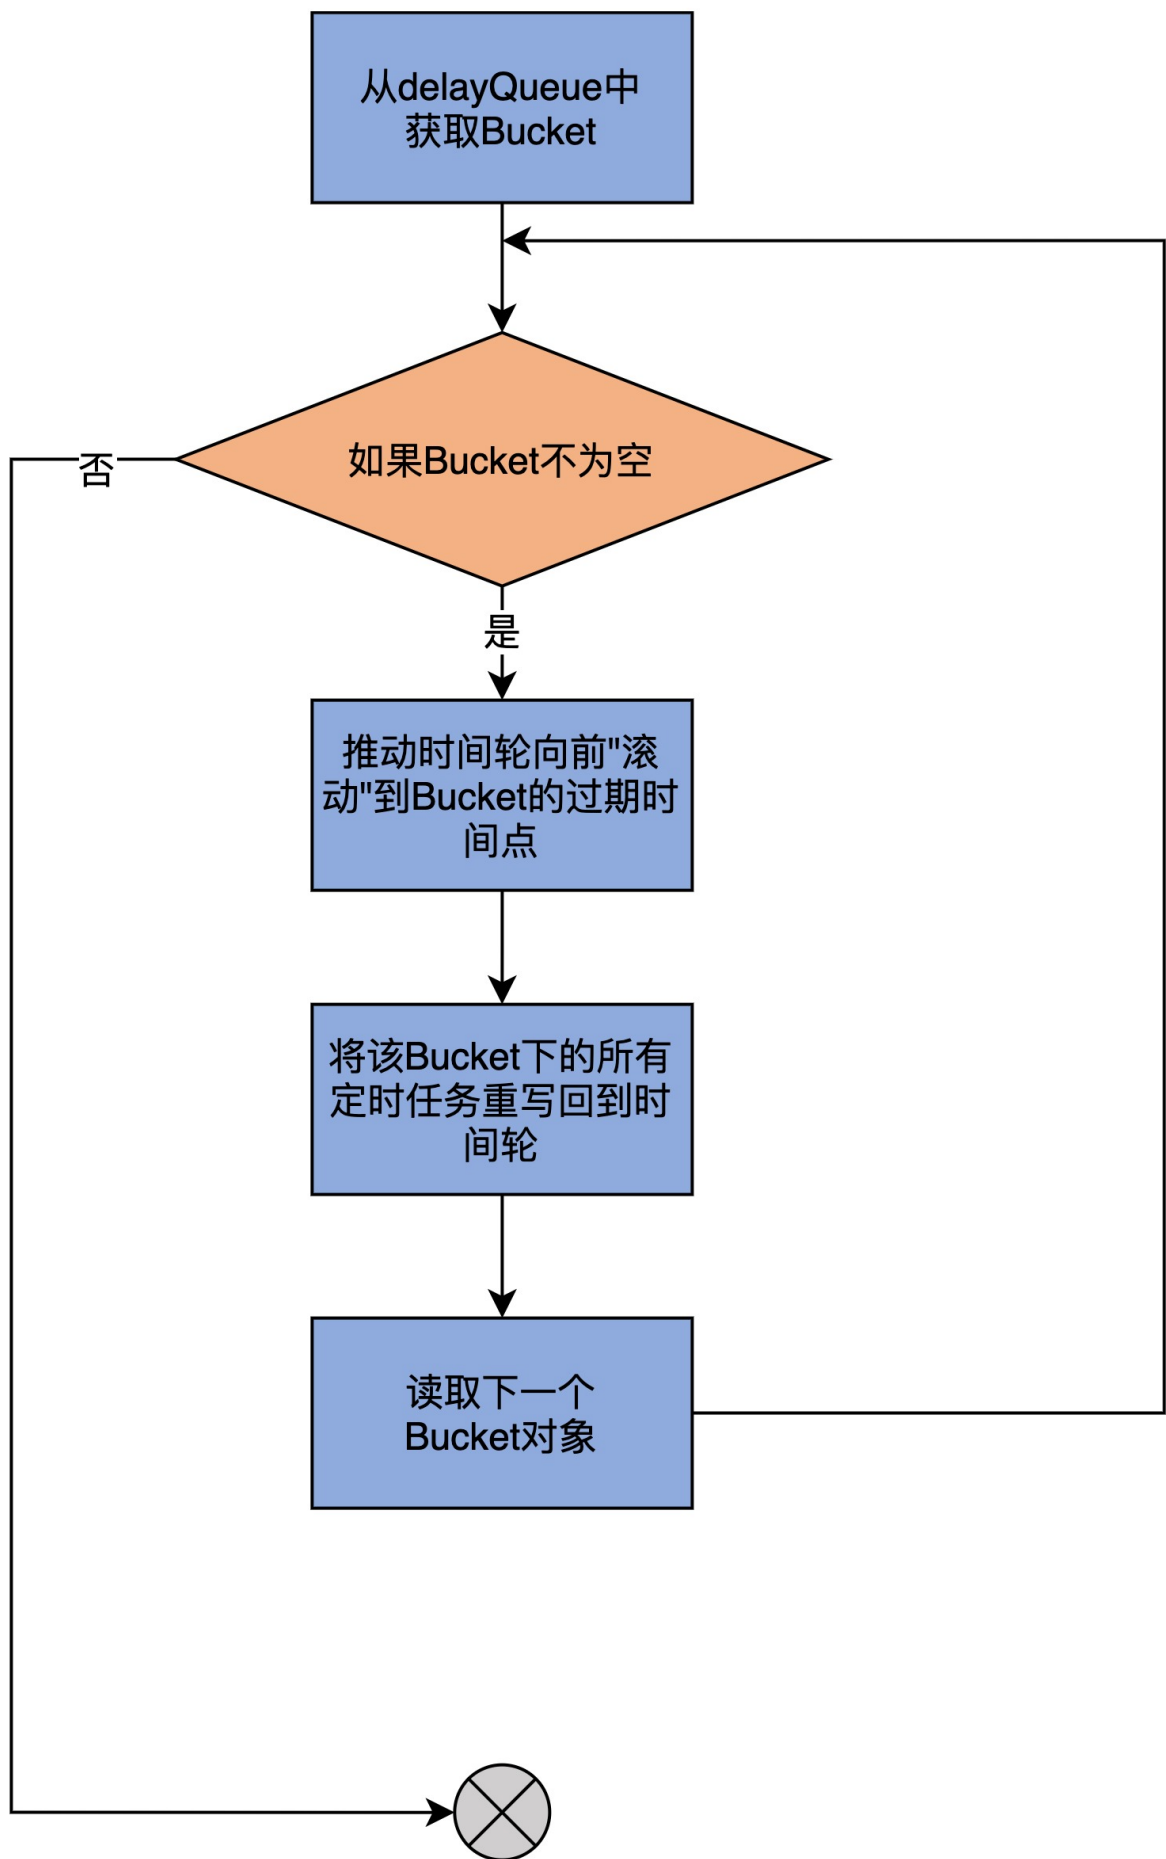 从delayQueue中
获取Bucket
如果Bucket不为空
否
是
推动时间轮向前"滚
动"到Bucket的过期时
间点
将该Bucket下的所有
定时任务重写回到时
间轮
读取下一个
Bucket对象